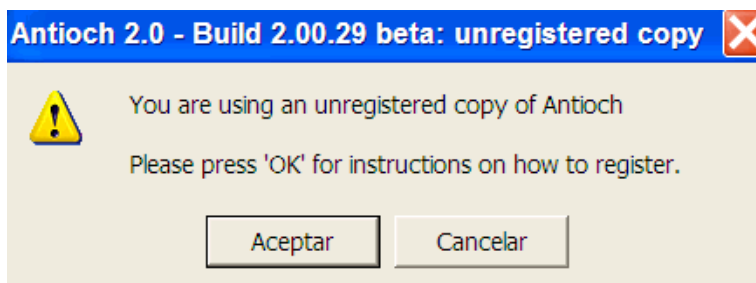 Antioch 2.0 - Build 2.00.29 beta: unregistered copy
You are using an unregistered copy of Antioch
Please press 'OK' for instructions on how to register.
Aceptar Cancelar